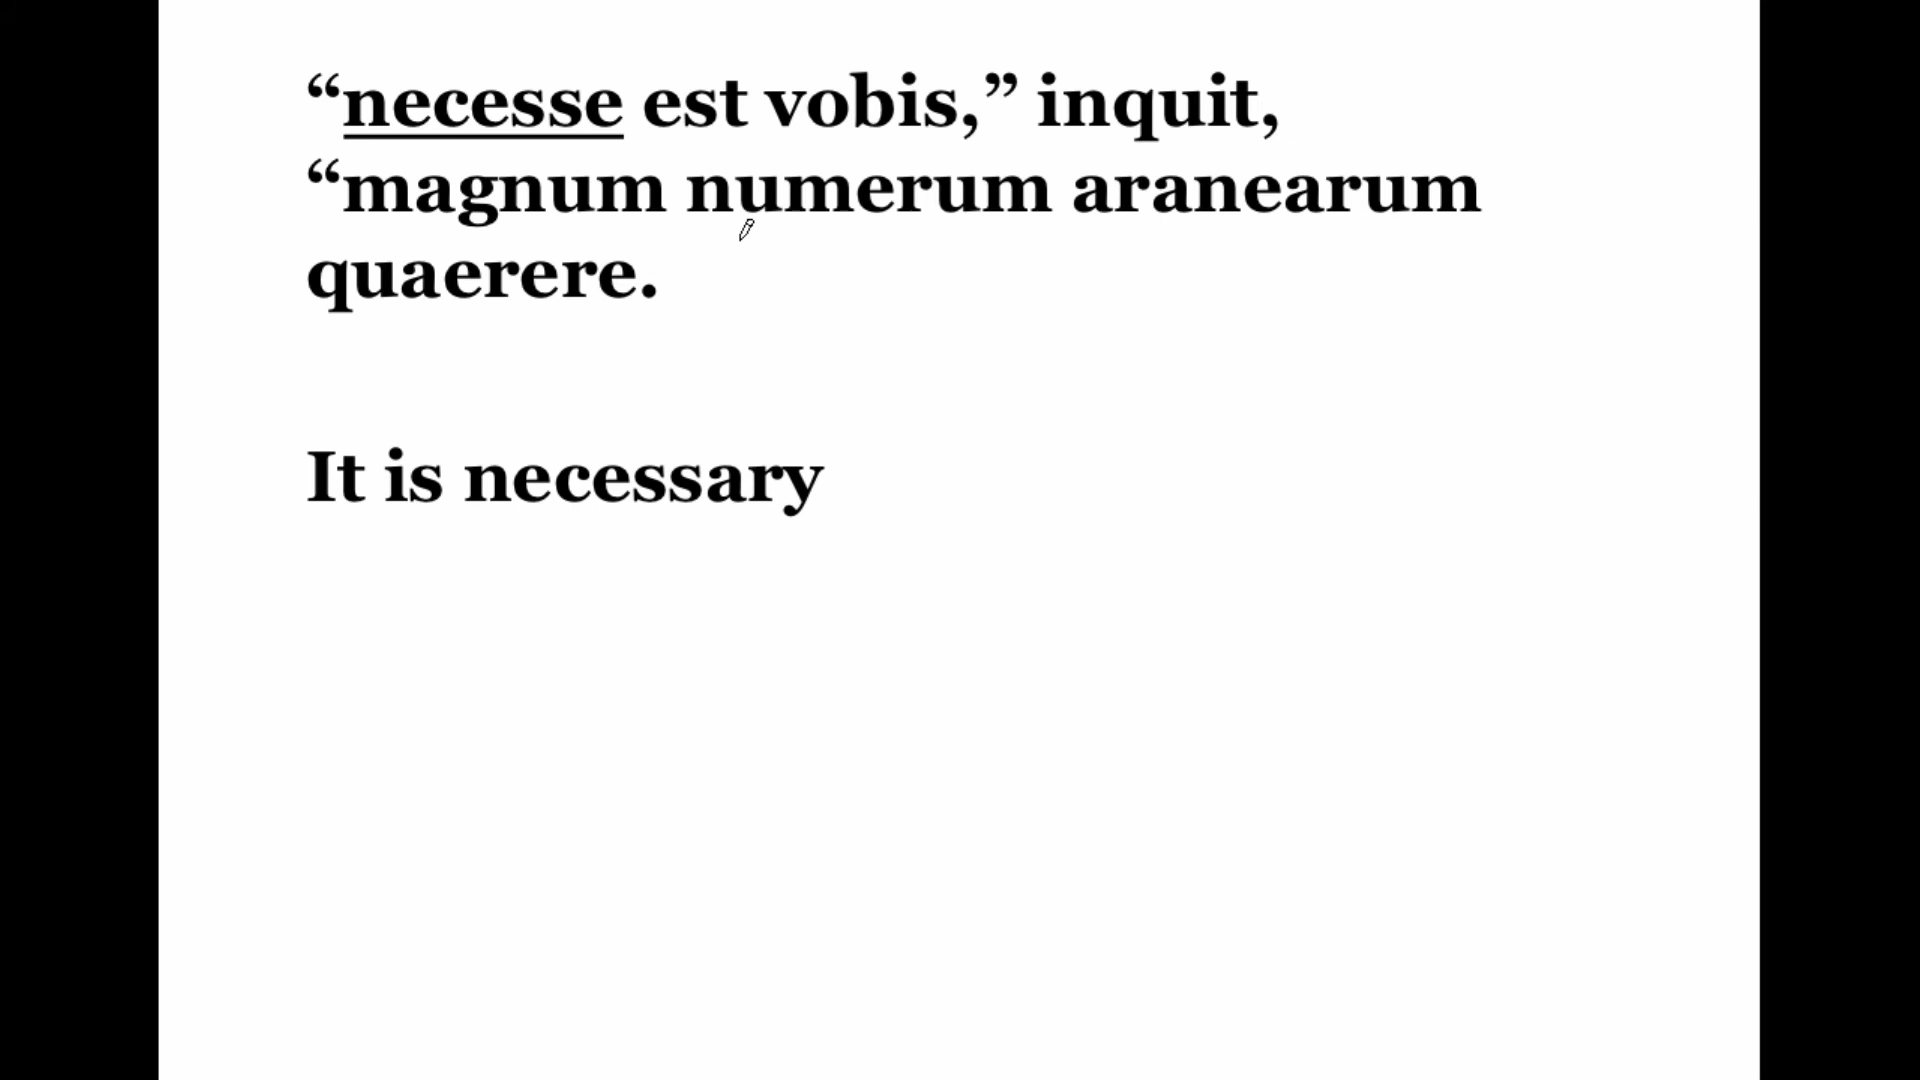 “necesse est vobis,” inquit,
“magnum numerum aranearum
quaerere.
It is necessary